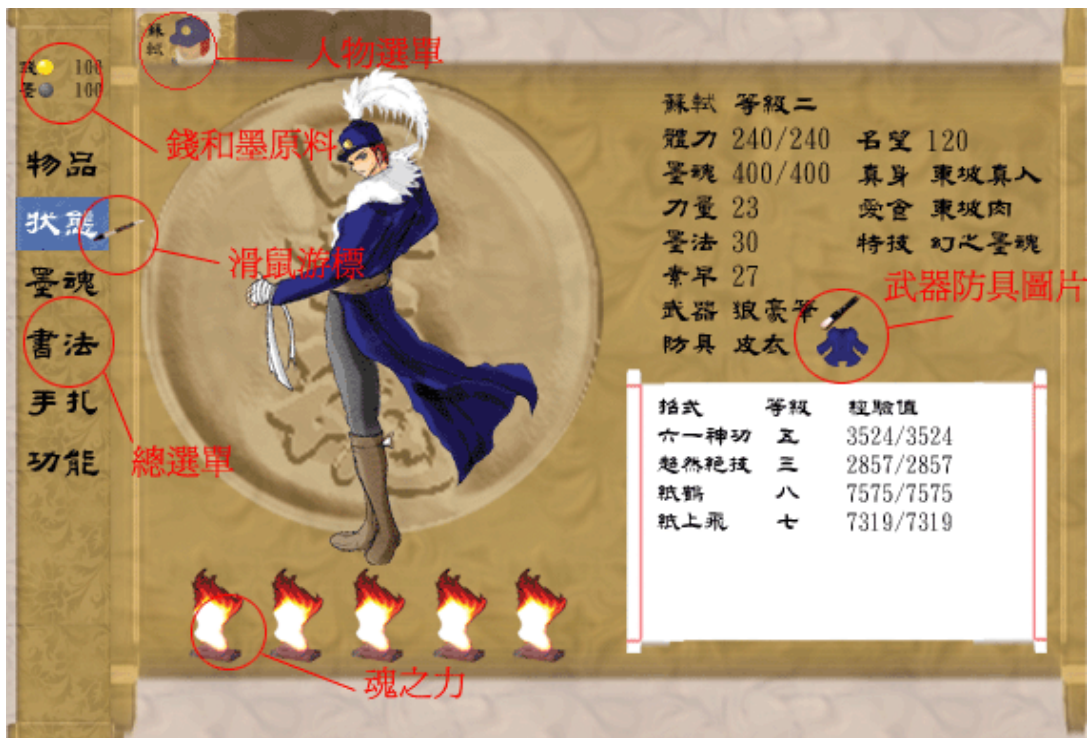 蘇軾
人物選單
錢 100
墨 100
錢和墨原料
物品
狀態
滑鼠游標
墨魂
書法
總選單
手扎
功能
蘇軾 等級二
體力 240/240 名望 120
墨魂 400/400 真身 東坡真人
力量 23 愛食 東坡肉
墨法 30 特技 幻之墨魂
素早 27
武器 狼豪筆
防具 皮衣
武器防具圖片
招式 等級 經驗值
六一神功 五 3524/3524
超然絕技 三 2857/2857
紙鶴 八 7575/7575
紙上飛 七 7319/7319
魂之力